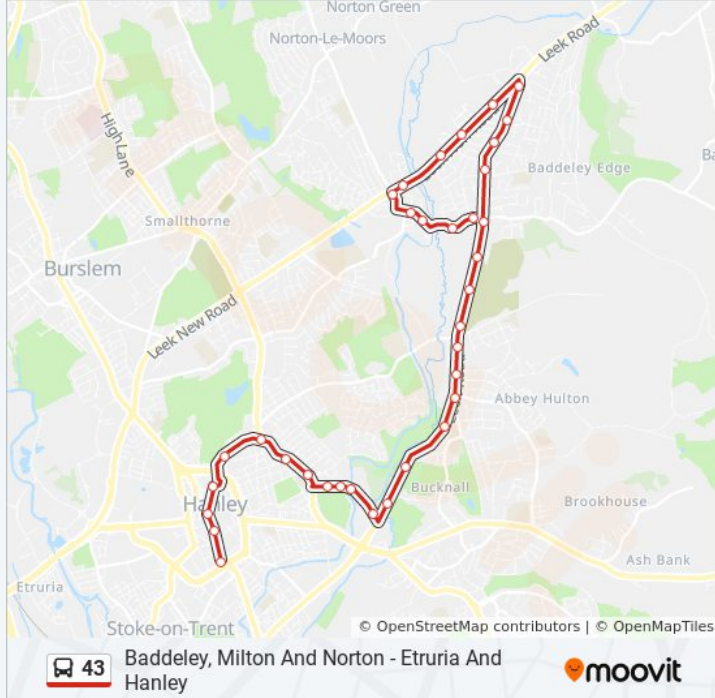 Norton Green
Norton-Le-Moors
Leek Road
High Lane
Baddeley Edge
Ba
Smallthorne
Burslem
Leek New Road
Abbey Hulton
Bucknall
Hanley
Brookhouse
Ash Bank
Etruria
Stoke-on-Trent
© OpenStreetMap contributors | © OpenMapTiles
43
Baddeley, Milton And Norton - Etruria And
Hanley
moovit